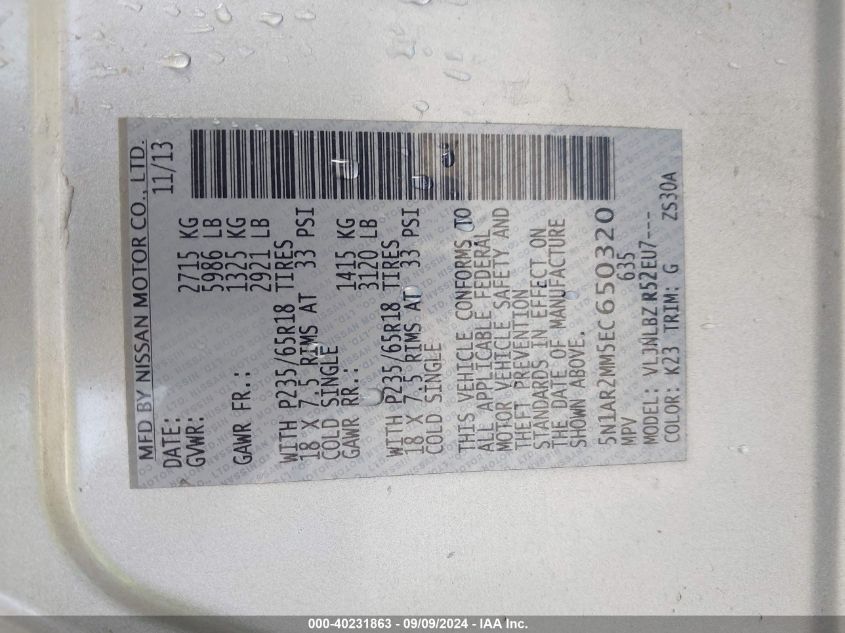 MFD BY NISSAN MOTOR CO., LTD.
DATE: 11/13
GVWR: 2715 KG
5986 LB
GAWR FR.: 1325 KG
2921 LB
WITH P235/65R18 TIRES
18 X 7.5 RIMS AT 33 PSI
COLD SINGLE
GAWR RR.: 1415 KG
3120 LB
WITH P235/65R18 TIRES
18 X 7.5 RIMS AT 33 PSI
COLD SINGLE
THIS VEHICLE CONFORMS TO
ALL APPLICABLE FEDERAL
MOTOR VEHICLE SAFETY AND
THEFT PREVENTION
STANDARDS IN EFFECT ON
THE DATE OF MANUFACTURE
SHOWN ABOVE.
5N1AR2MM5EC650320
MPV 635
MODEL: VLJNLBZ R52EU7---
COLOR: K23 TRIM: G ZS30A
000-40231863 - 09/09/2024 - IAA Inc.